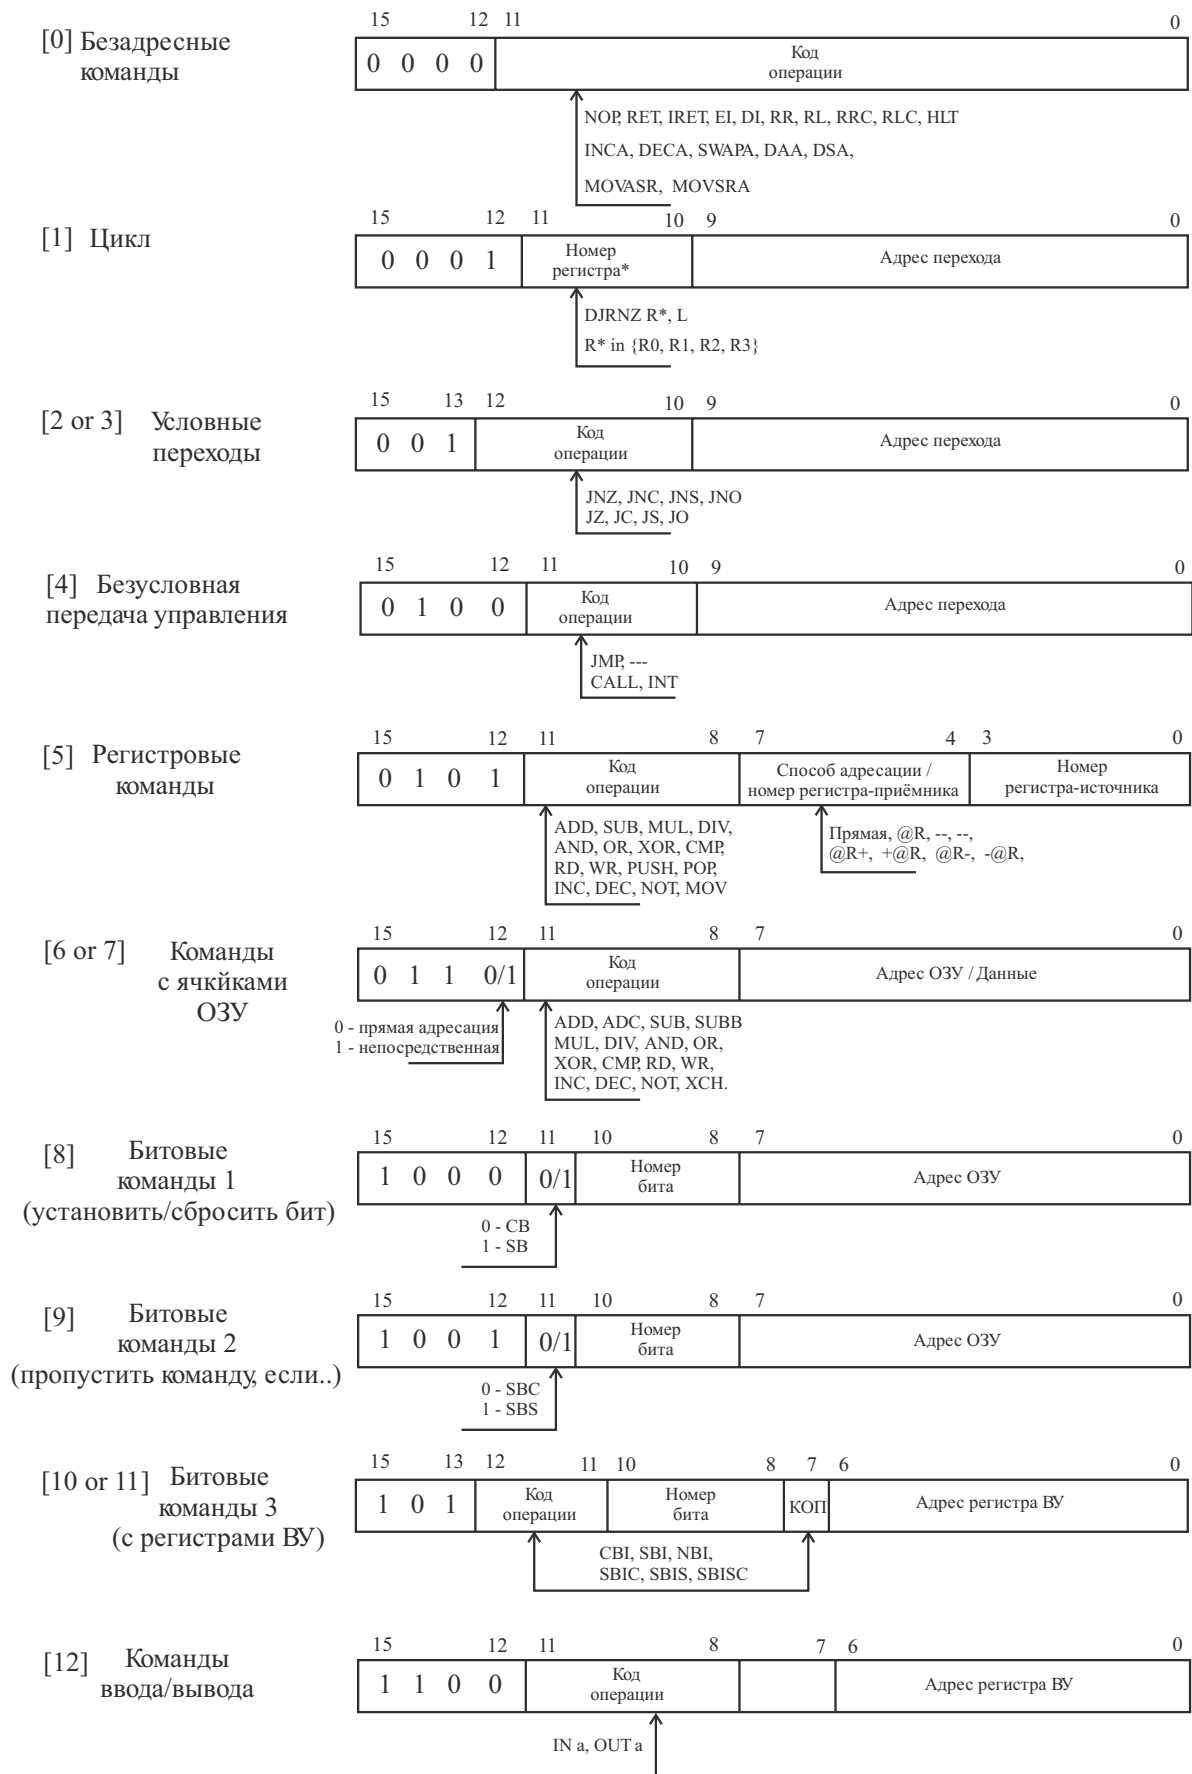 15 12 11 0
[0] Безадресные
команды
0 0 0 0
Код
операции
NOP, RET, IRET, EI, DI, RR, RL, RRC, RLC, HLT
INCA, DECA, SWAPA, DAA, DSA,
MOVASR, MOVSRA
15 12 11 10 9 0
[1] Цикл
0 0 0 1
Номер
регистра*
Адрес перехода
DJRNZ R*, L
R* in {R0, R1, R2, R3}
15 13 12 10 9 0
[2 or 3] Условные
переходы
0 0 1
Код
операции
Адрес перехода
JNZ, JNC, JNS, JNO
JZ, JC, JS, JO
15 12 11 10 9 0
[4] Безусловная
передача управления
0 1 0 0
Код
операции
Адрес перехода
JMP, ---
CALL, INT
15 12 11 8 7 4 3 0
[5] Регистровые
команды
0 1 0 1
Код
операции
Способ адресации /
номер регистра-приёмника
Номер
регистра-источника
ADD, SUB, MUL, DIV,
AND, OR, XOR, CMP,
RD, WR, PUSH, POP,
INC, DEC, NOT, MOV
Прямая, @R, --, --,
@R+, +@R, @R-, -@R,
15 12 11 8 7 0
[6 or 7] Команды
с ячкйками
ОЗУ
0 1 1 0/1
Код
операции
Адрес ОЗУ / Данные
0 - прямая адресация
1 - непосредственная
ADD, ADC, SUB, SUBB
MUL, DIV, AND, OR,
XOR, CMP, RD, WR,
INC, DEC, NOT, XCH.
15 12 11 10 8 7 0
[8] Битовые
команды 1
(установить/сбросить бит)
1 0 0 0 0/1
Номер
бита
Адрес ОЗУ
0 - CB
1 - SB
15 12 11 10 8 7 0
[9] Битовые
команды 2
(пропустить команду, если..)
1 0 0 1 0/1
Номер
бита
Адрес ОЗУ
0 - SBC
1 - SBS
15 13 12 11 10 8 7 6 0
[10 or 11] Битовые
команды 3
(с регистрами ВУ)
1 0 1
Код
операции
Номер
бита
КОП
Адрес регистра ВУ
CBI, SBI, NBI,
SBIC, SBIS, SBISC
15 12 11 8 7 6 0
[12] Команды
ввода/вывода
1 1 0 0
Код
операции
Адрес регистра ВУ
IN a, OUT a